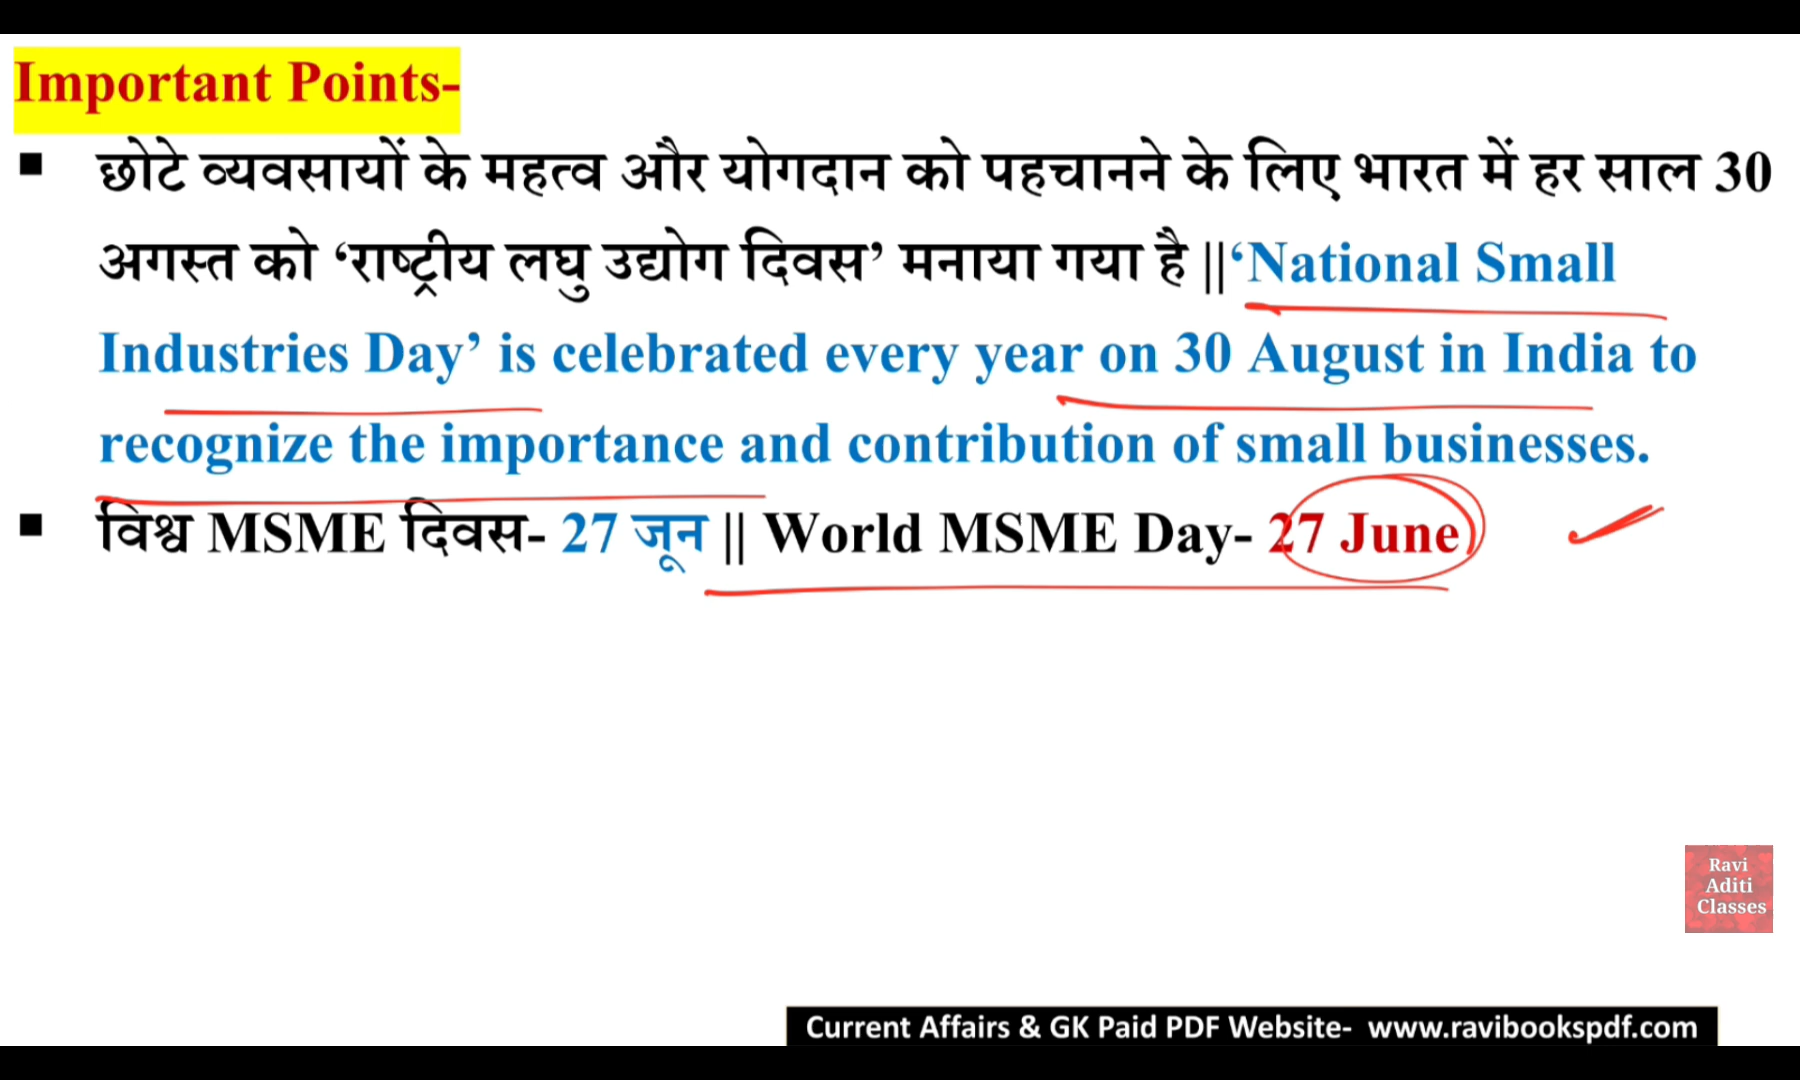 Important Points-
▪ छोटे व्यवसायों के महत्व और योगदान को पहचानने के लिए भारत में हर साल 30
अगस्त को ‘राष्ट्रीय लघु उद्योग दिवस’ मनाया गया है ||‘National Small
Industries Day’ is celebrated every year on 30 August in India to
recognize the importance and contribution of small businesses.
▪ विश्व MSME दिवस- 27 जून || World MSME Day- 27 June
Ravi
Aditi
Classes
Current Affairs & GK Paid PDF Website- www.ravibookspdf.com